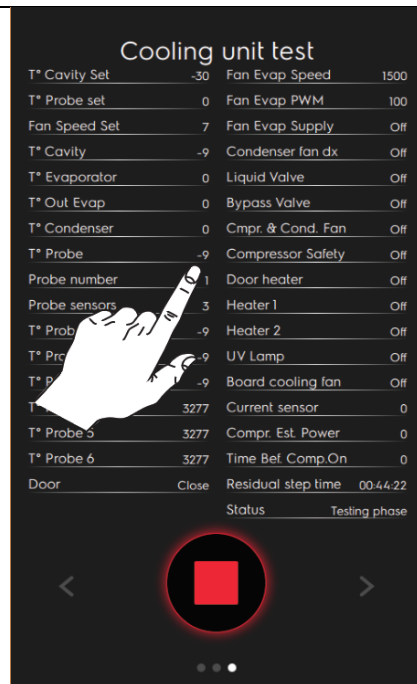 Cooling unit test
T° Cavity Set -30
T° Probe set 0
Fan Speed Set 7
T° Cavity -9
T° Evaporator 0
T° Out Evap 0
T° Condenser 0
T° Probe -9
Probe number 1
Probe sensors 3
T° Prob -9
T° -9
T° -9
3277
T° Probe 5 3277
T° Probe 6 3277
Door Close
Fan Evap Speed 1500
Fan Evap PWM 100
Fan Evap Supply Off
Condenser fan dx Off
Liquid Valve Off
Bypass Valve Off
Cmpr. & Cond. Fan Off
Compressor Safety Off
Door heater Off
Heater 1 Off
Heater 2 Off
UV Lamp Off
Board cooling fan Off
Current sensor 0
Compr. Est. Power 0
Time Bef. Comp.On 0
Residual step time 00:44:22
Status Testing phase